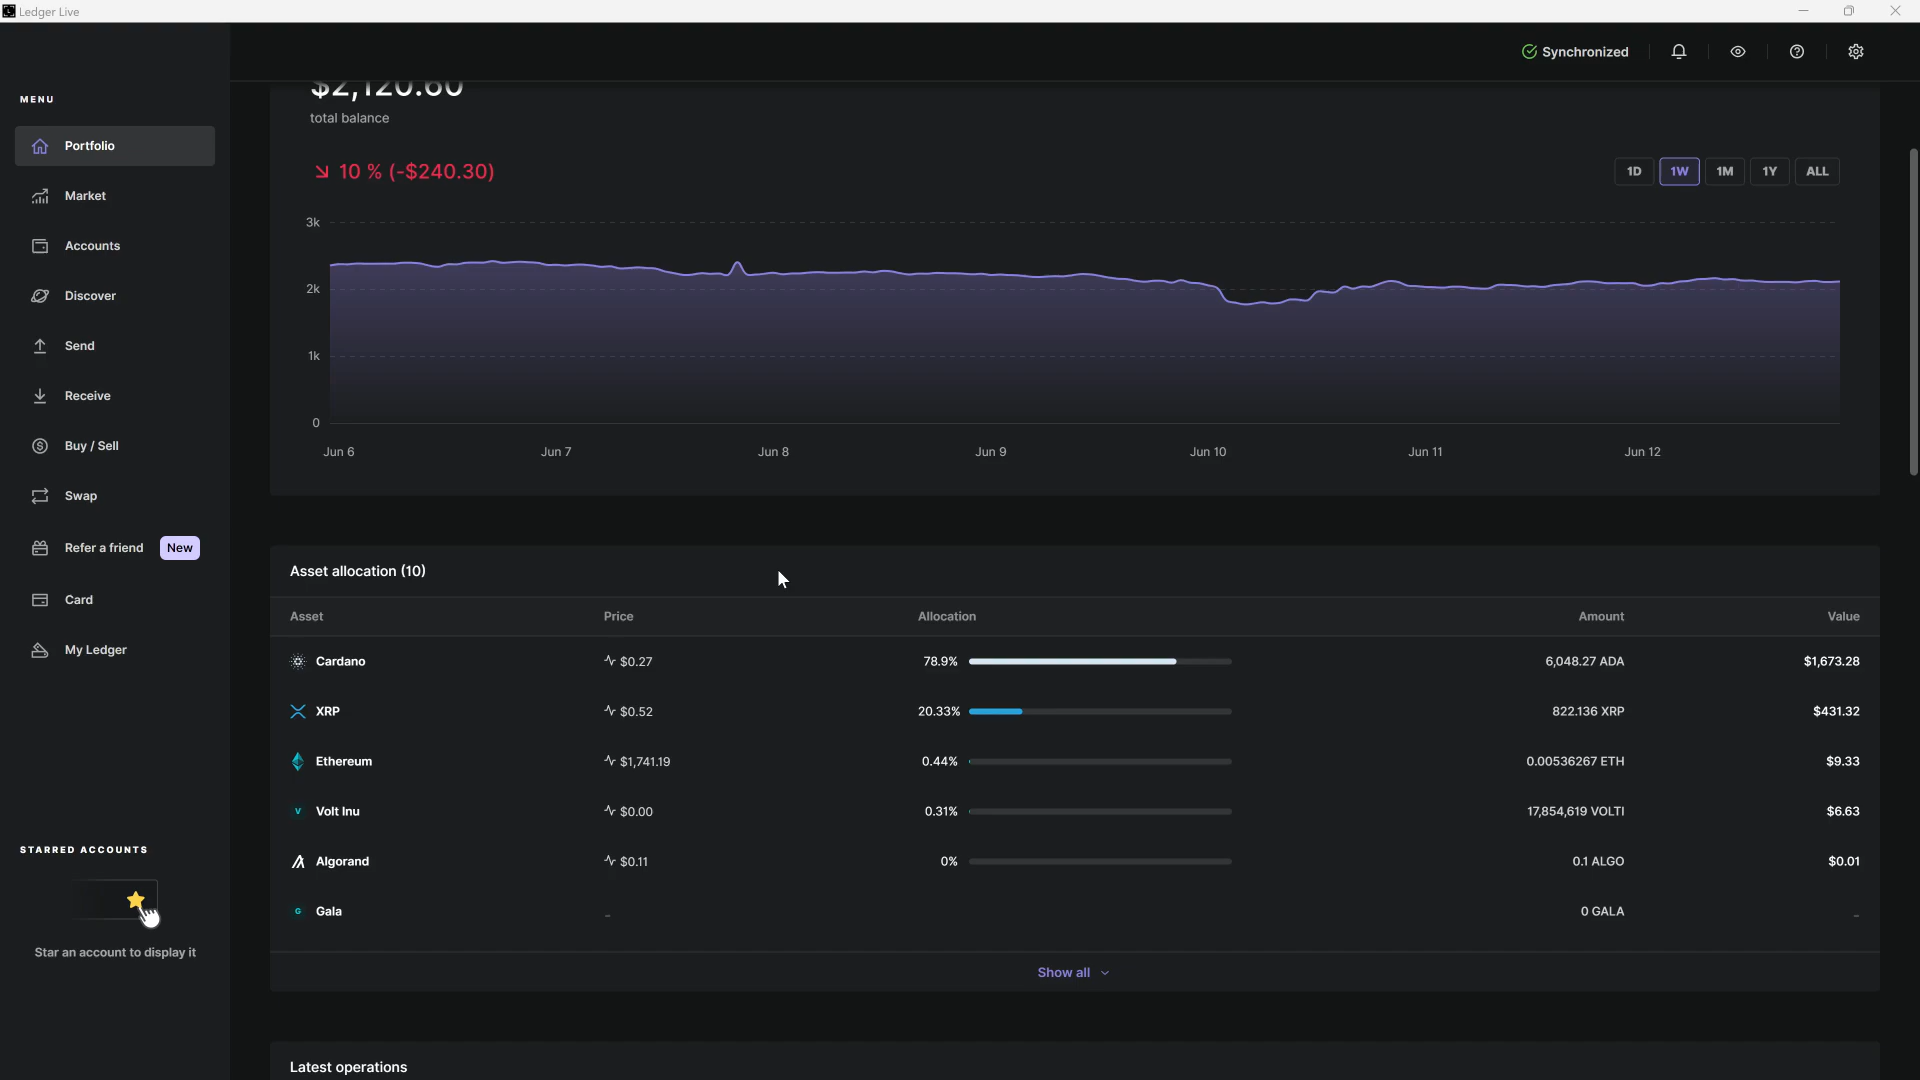 Ledger Live
Synchronized
MENU
Portfolio
Market
Accounts
Discover
Send
Receive
Buy / Sell
Swap
Refer a friend New
Card
My Ledger
STARRED ACCOUNTS
Star an account to display it
$2,120.60
total balance
10 % (-$240.30)
1D 1W 1M 1Y ALL
3k
2k
1k
0
Jun 6 Jun 7 Jun 8 Jun 9 Jun 10 Jun 11 Jun 12
Asset allocation (10)
Asset Price Allocation Amount Value
Cardano $0.27 78.9% 6,048.27 ADA $1,673.28
XRP $0.52 20.33% 822.136 XRP $431.32
Ethereum $1,741.19 0.44% 0.00536267 ETH $9.33
V Volt Inu $0.00 0.31% 17,854,619 VOLTI $6.63
Algorand $0.11 0% 0.1 ALGO $0.01
G Gala - 0 GALA -
Show all
Latest operations